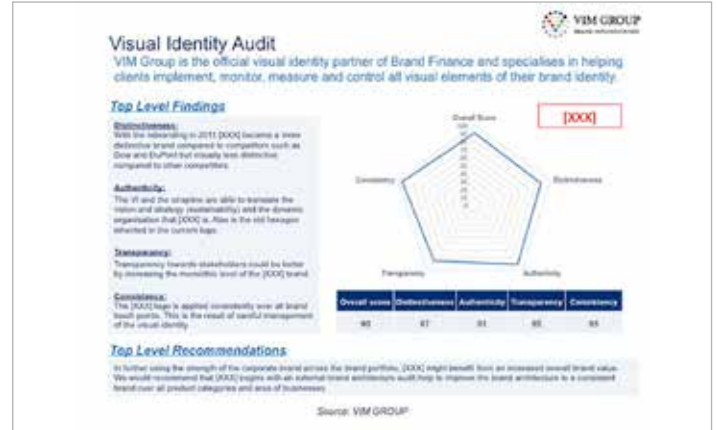 VIM GROUP
Visual Identity Audit
VIM Group is the official visual identity partner of Brand Finance and specialises in helping
clients implement, monitor, measure and control all visual elements of their brand identity.
Top Level Findings
[XXX]
Overall Score
100
Distinctiveness:
With the rebranding in 2011 [XXX] became a more
distinctive brand compared to competitors such as
Dow and DuPont but visually less distinctive
compared to other competitors.
Consistency
Distinctiveness
Authenticity:
The VI and the strapline are able to translate the
vision and strategy (sustainability) and the dynamic
organisation that [XXX] is. Also is the old hexagon
inherited in the current logo.
Transparency:
Transparency towards stakeholders could be better
by increasing the monolithic level of the [XXX] brand.
Transparency
Authenticity
Consistency:
The [XXX] logo is applied consistently over all brand
touch points. This is the result of careful management
of the visual identity.
Overall score Distinctiveness Authenticity Transparency Consistency
Top Level Recommendations
In further using the strength of the corporate brand across the brand portfolio, [XXX] might benefit from an increased overall brand value.
We would recommend that [XXX] begins with an external brand architecture audit help to improve the brand architecture to a consistent
brand over all product categories and area of businesses.
Source: VIM GROUP